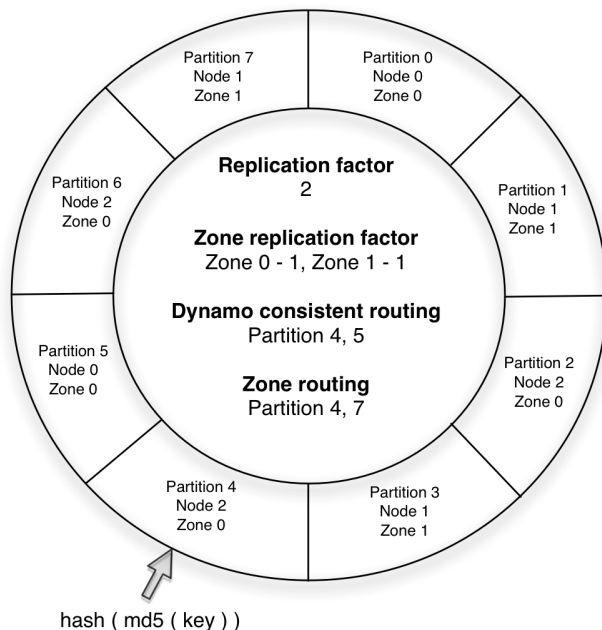 Partition 7
Node 1
Zone 1
Partition 0
Node 0
Zone 0
Partition 6
Node 2
Zone 0
Partition 1
Node 1
Zone 1
Replication factor
2
Zone replication factor
Zone 0 - 1, Zone 1 - 1
Dynamo consistent routing
Partition 4, 5
Zone routing
Partition 4, 7
Partition 5
Node 0
Zone 0
Partition 2
Node 2
Zone 0
Partition 4
Node 2
Zone 0
Partition 3
Node 1
Zone 1
hash ( md5 ( key ) )